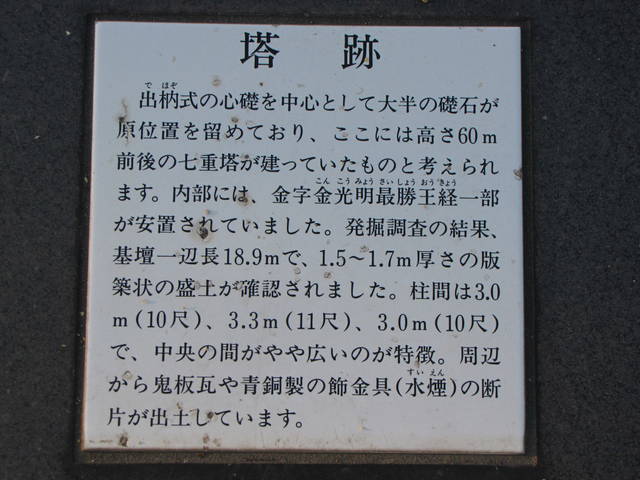 塔 跡
出枘式の心礎を中心として大半の礎石が
原位置を留めており、ここには高さ60m
前後の七重塔が建っていたものと考えられ
ます。内部には、金字金光明最勝王経一部
が安置されていました。発掘調査の結果、
基壇一辺長18.9mで、1.5〜1.7m厚さの版
築状の盛土が確認されました。柱間は3.0
m(10尺)、3.3m(11尺)、3.0m(10尺)
で、中央の間がやや広いのが特徴。周辺
から鬼板瓦や青銅製の飾金具(水煙)の断
片が出土しています。